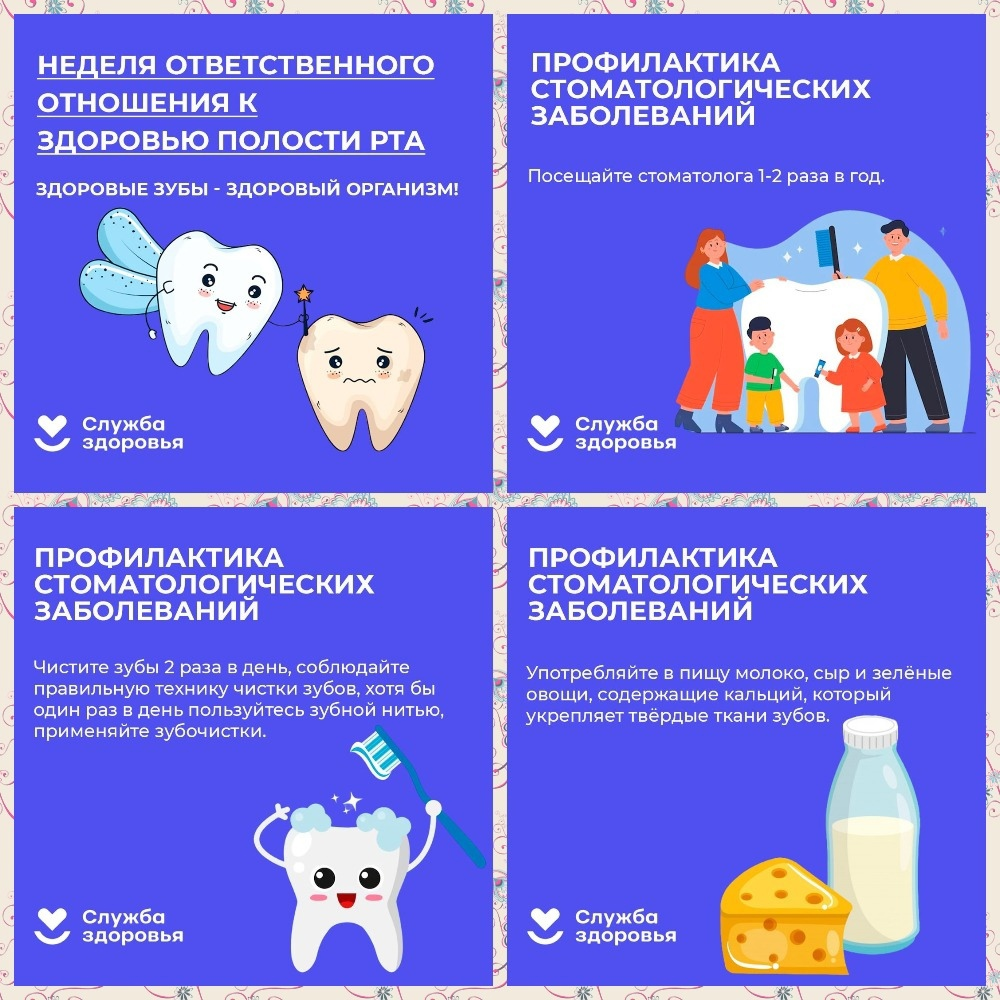 НЕДЕЛЯ ОТВЕТСТВЕННОГО
ОТНОШЕНИЯ К
ЗДОРОВЬЮ ПОЛОСТИ РТА
ЗДОРОВЫЕ ЗУБЫ - ЗДОРОВЫЙ ОРГАНИЗМ!
Служба
здоровья
ПРОФИЛАКТИКА
СТОМАТОЛОГИЧЕСКИХ
ЗАБОЛЕВАНИЙ
Посещайте стоматолога 1-2 раза в год.
Служба
здоровья
ПРОФИЛАКТИКА
СТОМАТОЛОГИЧЕСКИХ
ЗАБОЛЕВАНИЙ
Чистите зубы 2 раза в день, соблюдайте
правильную технику чистки зубов, хотя бы
один раз в день пользуйтесь зубной нитью,
применяйте зубочистки.
Служба
здоровья
ПРОФИЛАКТИКА
СТОМАТОЛОГИЧЕСКИХ
ЗАБОЛЕВАНИЙ
Употребляйте в пищу молоко, сыр и зелёные
овощи, содержащие кальций, который
укрепляет твёрдые ткани зубов.
Служба
здоровья